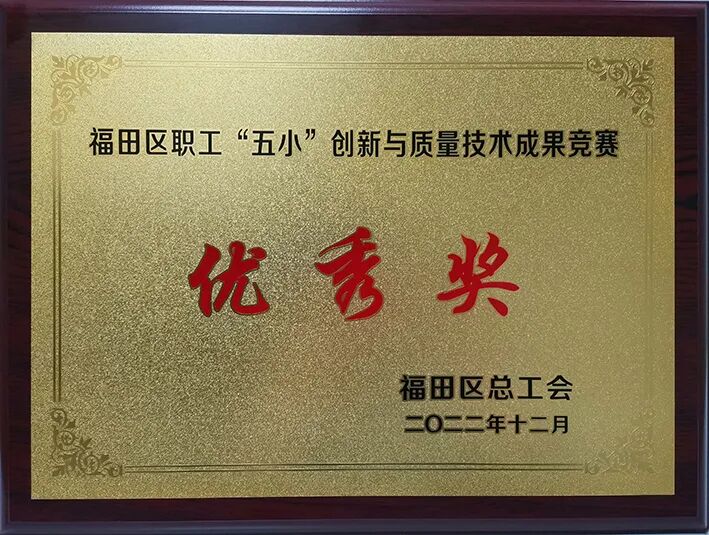 福田区职工“五小”创新与质量技术成果竞赛
优秀奖
福田区总工会
二〇二二年十二月